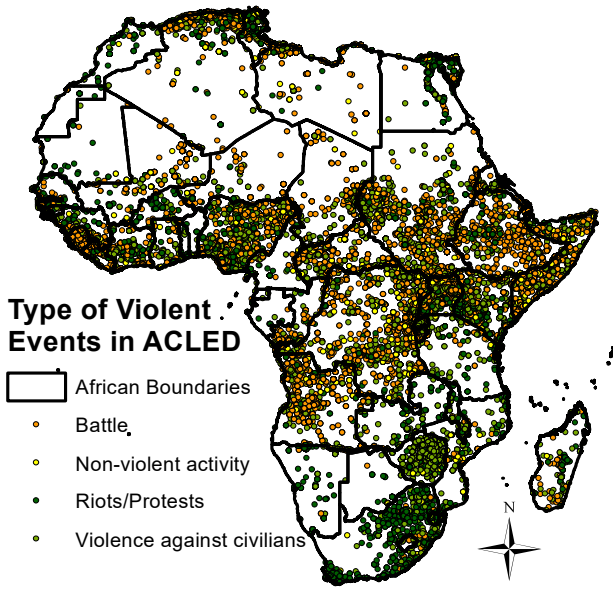 Type of Violent
Events in ACLED
African Boundaries
Battle
Non-violent activity
Riots/Protests
Violence against civilians
N